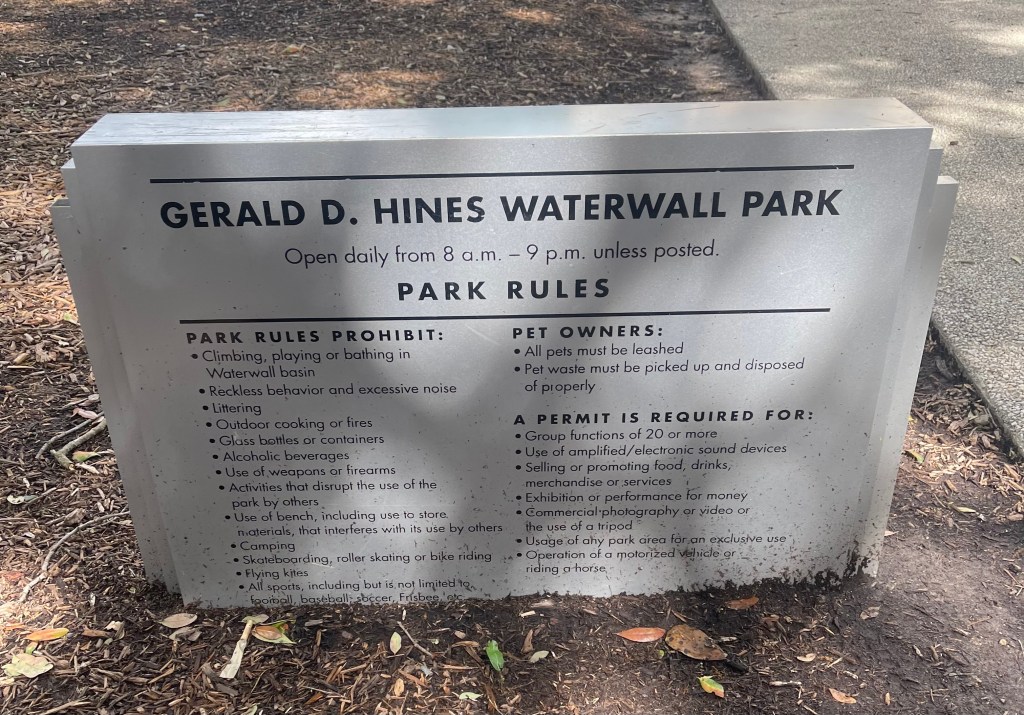 GERALD D. HINES WATERWALL PARK
Open daily from 8 a.m. – 9 p.m. unless posted.
PARK RULES
PARK RULES PROHIBIT:
• Climbing, playing or bathing in
Waterwall basin
• Reckless behavior and excessive noise
• Littering
• Outdoor cooking or fires
• Glass bottles or containers
• Alcoholic beverages
• Use of weapons or firearms
• Activities that disrupt the use of the
park by others
• Use of bench, including use to store
materials, that interferes with its use by others
• Camping
• Skateboarding, roller skating or bike riding
• Flying kites
• All sports, including but is not limited to
football, baseball, soccer, Frisbee, etc.
PET OWNERS:
• All pets must be leashed
• Pet waste must be picked up and disposed
of properly
A PERMIT IS REQUIRED FOR:
• Group functions of 20 or more
• Use of amplified/electronic sound devices
• Selling or promoting food, drinks,
merchandise or services
• Exhibition or performance for money
• Commercial photography or video or
the use of a tripod
• Usage of any park area for an exclusive use
• Operation of a motorized vehicle or
riding a horse